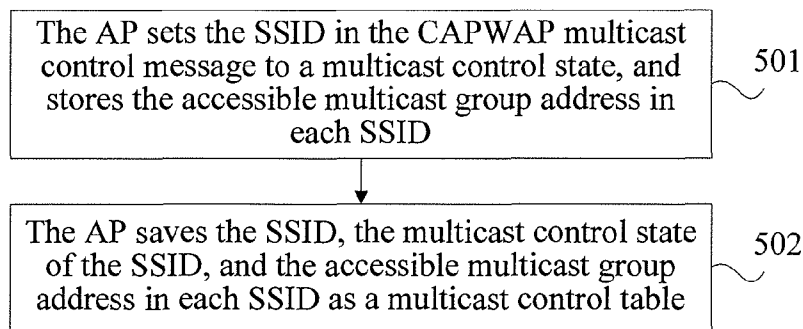 The AP sets the SSID in the CAPWAP multicast
control message to a multicast control state, and
stores the accessible multicast group address in
each SSID
501
The AP saves the SSID, the multicast control state
of the SSID, and the accessible multicast group
address in each SSID as a multicast control table
502